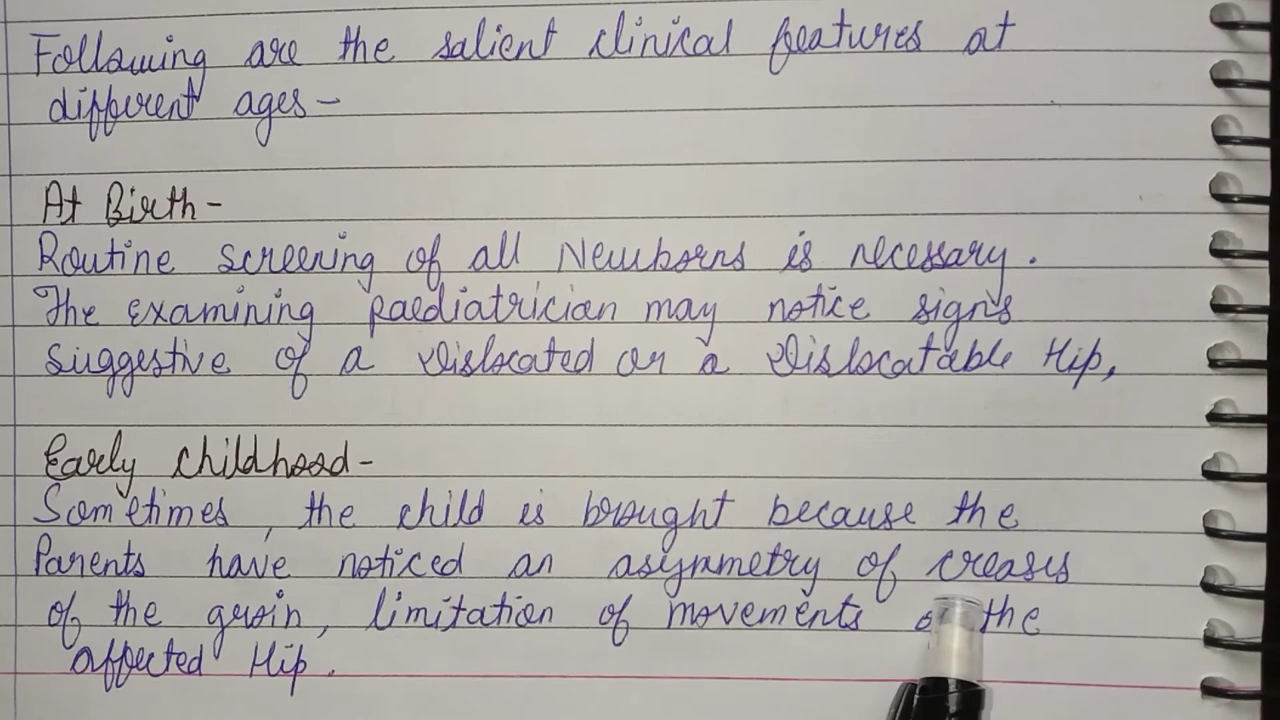 Following are the salient clinical features at
different ages-
At Birth-
Routine screening of all Newborns is necessary.
The examining paediatrician may notice signs
suggestive of a dislocated or a dislocatable Hip,
Early childhood-
Sometimes, the child is brought because the
Parents have noticed an asymmetry of creases
of the groin, limitation of movements the
affected Hip.